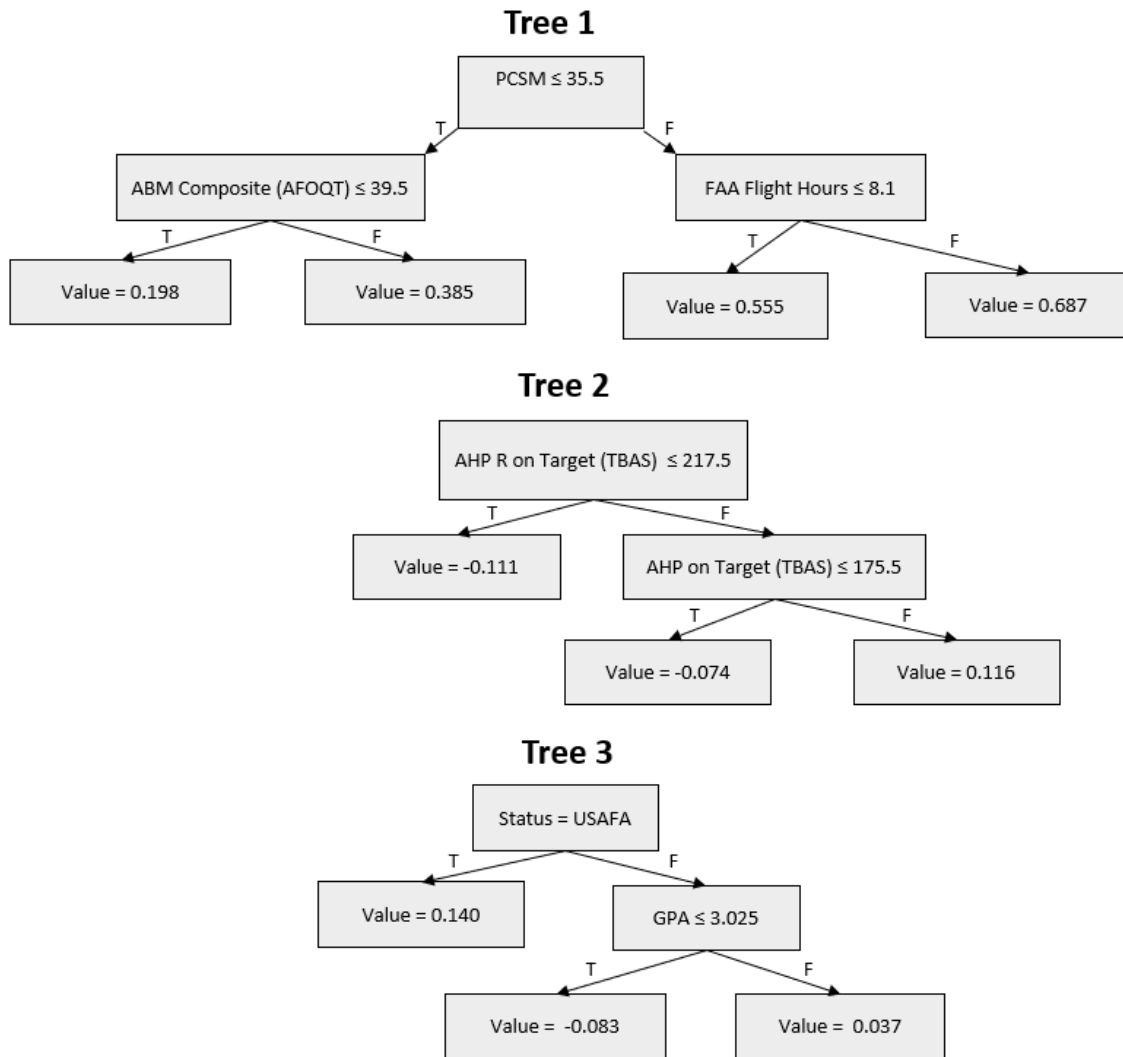 Tree 1
PCSM ≤ 35.5
T
F
ABM Composite (AFOQT) ≤ 39.5
FAA Flight Hours ≤ 8.1
T
F
T
F
Value = 0.198
Value = 0.385
Value = 0.555
Value = 0.687
Tree 2
AHP R on Target (TBAS) ≤ 217.5
T
F
Value = -0.111
AHP on Target (TBAS) ≤ 175.5
T
F
Value = -0.074
Value = 0.116
Tree 3
Status = USAFA
T
F
Value = 0.140
GPA ≤ 3.025
T
F
Value = -0.083
Value = 0.037